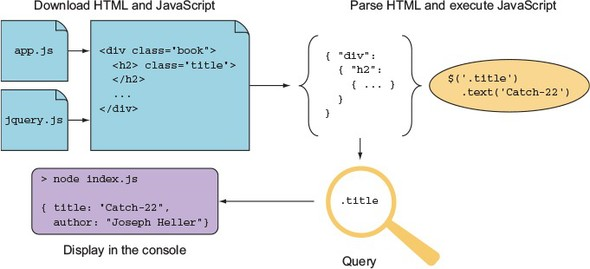 Download HTML and JavaScript
Parse HTML and execute JavaScript
app.js
jquery.js
<div class="book">
<h2> class="title">
</h2>
...
</div>
{ "div":
{ "h2":
{ ... }
}
}
$('.title')
.text('Catch-22')
> node index.js
{ title: "Catch-22",
author: "Joseph Heller"}
Display in the console
.title
Query